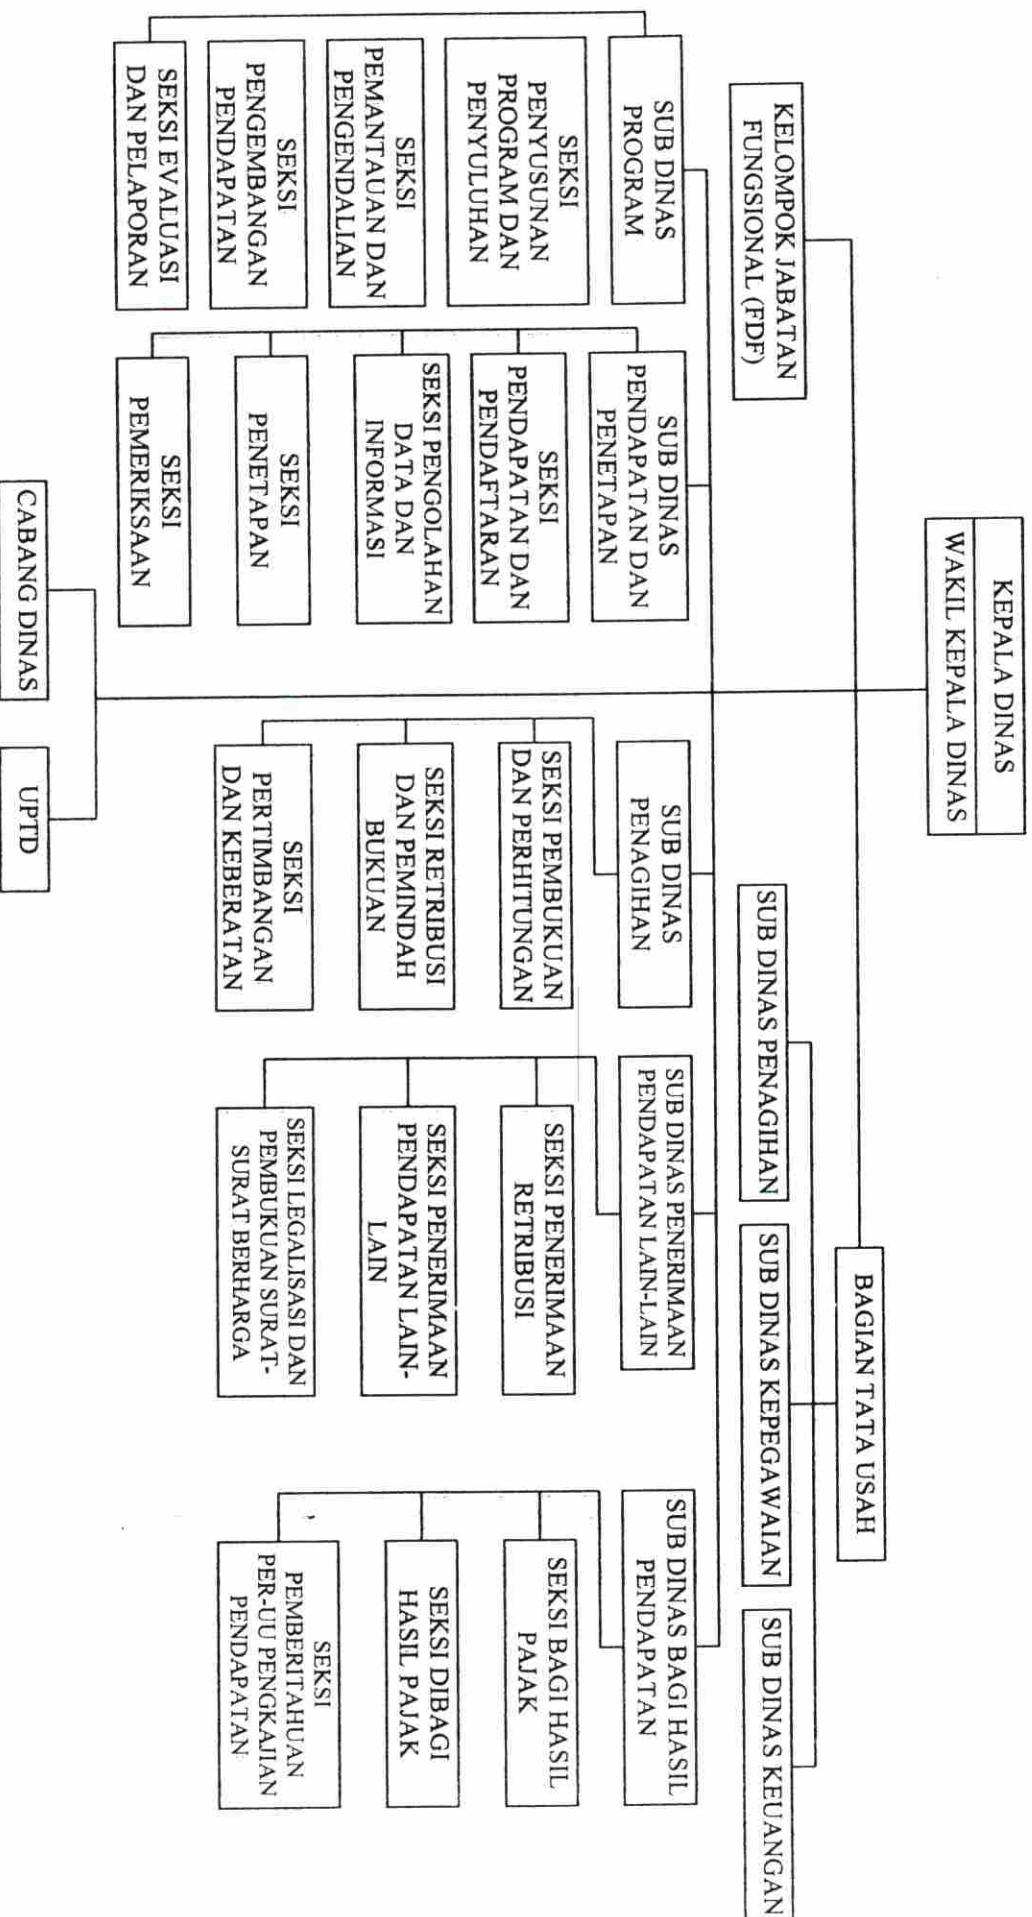 KEPALA DINAS
WAKIL KEPALA DINAS
KELOMPOK JABATAN
FUNGSIONAL (FDF)
BAGIAN TATA USAH
SUB DINAS PENAGIHAN
SUB DINAS KEPEGAWAIAN
SUB DINAS KEUANGAN
SUB DINAS
PROGRAM
SEKSI
PENYUSUNAN
PROGRAM DAN
PENYULUHAN
SEKSI
PEMANTAUAN DAN
PENGENDALIAN
SEKSI
PENGEMBANGAN
PENDAPATAN
SEKSI EVALUASI
DAN PELAPORAN
SUB DINAS
PENDAPATAN DAN
PENETAPAN
SEKSI
PENDAPATAN DAN
PENDAFTARAN
SEKSI PENGOLAHAN
DATA DAN
INFORMASI
SEKSI
PENETAPAN
SEKSI
PEMERIKSAAN
SUB DINAS
PENAGIHAN
SEKSI PEMBUKUAN
DAN PERHITUNGAN
SEKSI RETRIBUSI
DAN PEMINDAH
BUKUAN
SEKSI
PERTIMBANGAN
DAN KEBERATAN
SUB DINAS PENERIMAAN
PENDAPATAN LAIN-LAIN
SEKSI PENERIMAAN
RETRIBUSI
SEKSI PENERIMAAN
PENDAPATAN LAIN-
LAIN
SEKSI LEGALISASI DAN
PEMBUKUAN SURAT-
SURAT BERHARGA
SUB DINAS BAGI HASIL
PENDAPATAN
SEKSI BAGI HASIL
PAJAK
SEKSI DIBAGI
HASIL PAJAK
SEKSI
PEMBERITAHUAN
PER-UU PENGKAJIAN
PENDAPATAN
CABANG DINAS
UPTD